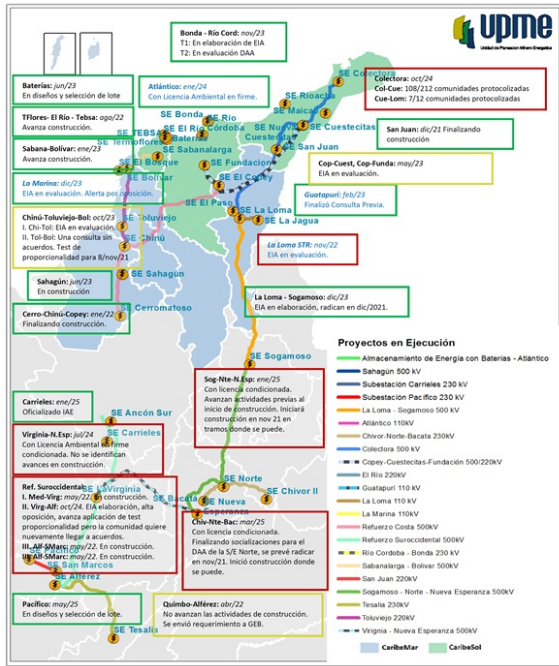 upme
Unidad de Planeación Minero Energética
Bonda - Río Cord: nov/23
T1: En elaboración de EIA
T2: En evaluación DAA
Colectora: oct/24
Col-Cue: 108/212 comunidades protocolizadas
Cue-Lom: 7/12 comunidades protocolizadas
Baterías: jun/23
En diseños y selección de lote
Atlántico: ene/24
Con Licencia Ambiental en firme.
TFlores- El Río - Tebsa: ago/22
Avanza construcción.
Sabana-Bolívar: ene/23
Avanza construcción.
La Marina: dic/23
EIA en evaluación. Alerta por oposición.
San Juan: dic/21 Finalizando
construcción
Cop-Cuest, Cop-Funda: may/23
EIA en evaluación.
Guatapurí: feb/23
Finalizó Consulta Previa.
Chinú-Toluviejo-Bol: oct/23
I. Chi-Tol: EIA en evaluación.
II. Tol-Bol: Una consulta sin
acuerdos. Test de
proporcionalidad para 8/nov/21
La Loma STR: nov/22
EIA en evaluación.
Sahagún: jun/23
En construcción
Cerro-Chinú-Copey: ene/22
Finalizando construcción.
La Loma - Sogamoso: dic/23
EIA en elaboración, radican en dic/2021.
Sog-Nte-N.Esp: ene/25
Con licencia condicionada.
Avanzan actividades previas al
inicio de construcción. Iniciará
construcción en nov 21 en
tramos donde se puede.
Carrieles: ene/25
Oficializado IAE
Virginia-N.Esp: jul/24
Con Licencia Ambiental en firme
condicionada. No se identifican
avances en construcción.
Ref. Suroccidental:
I. Med-Virg: may/22. En construcción.
II. Virg-Alf: oct/24. EIA elaboración, alta
oposición, avanza aplicación de test
proporcionalidad pero la comunidad quiere
nuevamente llegar a acuerdos.
III. Alf-SMarc: may/22. En construcción.
Chiv-Nte-Bac: mar/25
Con licencia condicionada.
Finalizando socializaciones para el
DAA de la S/E Norte, se prevé radicar
en nov/21. Inició construcción donde
se puede.
Pacífico: may/25
En diseños y selección de lote.
Quimbo-Alférez: abr/22
No avanzan las actividades de construcción.
Se envió requerimiento a GEB.
SE Colectora
SE Rioacha
SE Maicao
SE Cuestecitas
SE Nueva
Cuestecitas
SE San Juan
SE Bonda
SE El Río
Córdoba
SE TEBSA
Termoflores
SE Sabanalarga
SE Fundacion
SE El Bosque
SE Bolívar
SE El Copey
SE El Paso
SE La Loma
SE La Jagua
SE Toluviejo
SE Chinú
SE Sahagún
SE Cerromatoso
SE Sogamoso
SE Ancón Sur
SE Carrieles
SE LaVirginia
SE Norte
SE Bacatá
SE Nueva
Esperanza
SE Chivor II
SE Pacífico
SE San Marcos
SE Alférez
SE Tesalia
Proyectos en Ejecución
Almacenamiento de Energía con Baterias - Atlántico
Sahagún 500 kV
Subestación Carrieles 230 kV
Subestación Pacífico 230 kV
La Loma - Sogamoso 500 kV
Atlántico 110kV
Chivor-Norte-Bacata 230kV
Colectora 500 kV
Copey-Cuestecitas-Fundación 500/220kV
El Río 220kV
Guatapurí 110 kV
La Loma 110 kV
La Marina 110kV
Refuerzo Costa 500kV
Refuerzo Suroccidental 500kV
Río Cordoba - Bonda 230 kV
Sabanalarga - Bolivar 500kV
San Juan 220kV
Sogamoso - Norte - Nueva Esperanza 500kV
Tesalia 230kV
Toluviejo 220kV
Virginia - Nueva Esperanza 500kV
CaribeMar
CaribeSol